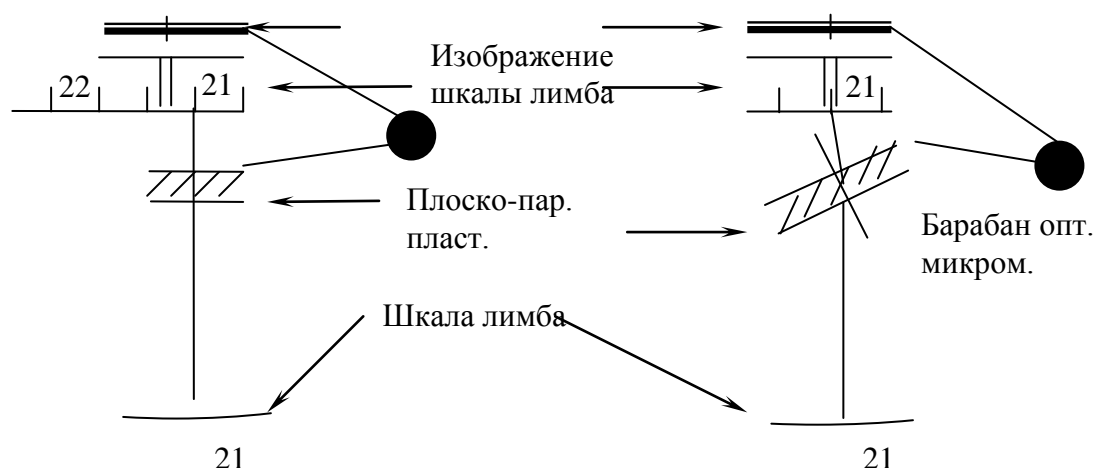 Изображение
22 21 шкалы лимба 21
Плоско-пар.
пласт.
Барабан опт.
микром.
Шкала лимба
21 21